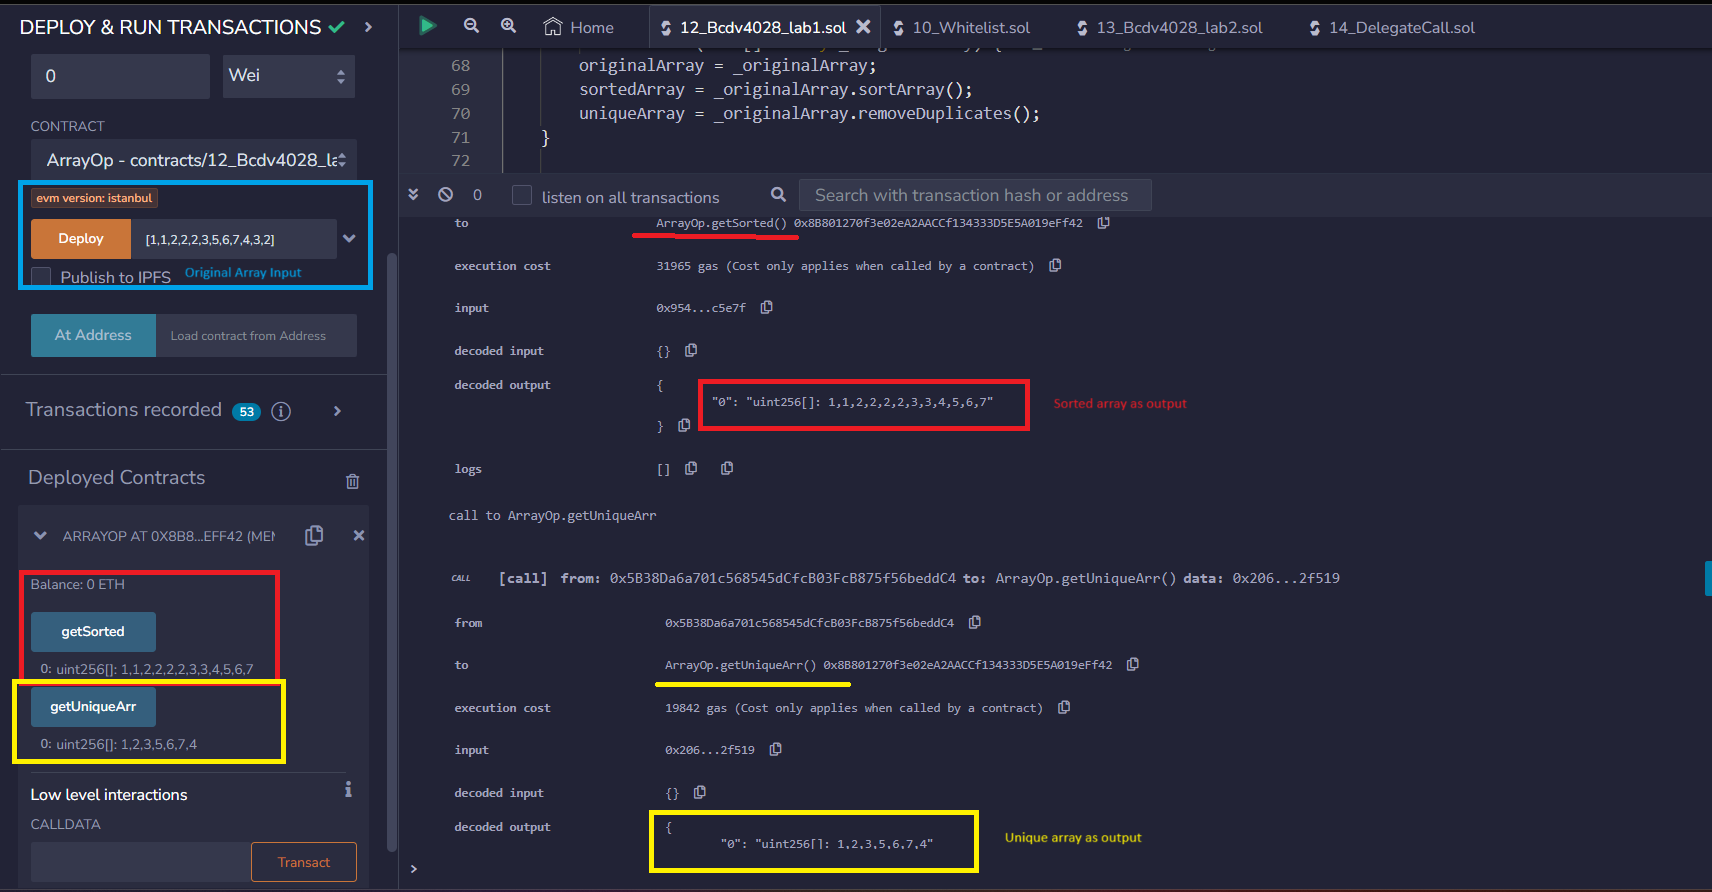 DEPLOY & RUN TRANSACTIONS
0
Wei
CONTRACT
ArrayOp - contracts/12_Bcdv4028_la
evm version: istanbul
Deploy
[1,1,2,2,2,3,5,6,7,4,3,2]
Publish to IPFS
Original Array Input
At Address
Load contract from Address
Transactions recorded
53
Deployed Contracts
ARRAYOP AT 0X8B8...EFF42 (MEM
Balance: 0 ETH
getSorted
0: uint256[]: 1,1,2,2,2,2,3,3,4,5,6,7
getUniqueArr
0: uint256[]: 1,2,3,5,6,7,4
Low level interactions
CALLDATA
Transact
Home
12_Bcdv4028_lab1.sol
10_Whitelist.sol
13_Bcdv4028_lab2.sol
14_DelegateCall.sol
68 originalArray = _originalArray;
69 sortedArray = _originalArray.sortArray();
70 uniqueArray = _originalArray.removeDuplicates();
71 }
72
0
listen on all transactions
Search with transaction hash or address
to ArrayOp.getSorted() 0x8B801270f3e02eA2AACCf134333D5E5A019eFf42
execution cost 31965 gas (Cost only applies when called by a contract)
input 0x954...c5e7f
decoded input {}
decoded output {
"0": "uint256[]: 1,1,2,2,2,2,3,3,4,5,6,7"
Sorted array as output
}
logs []
call to ArrayOp.getUniqueArr
CALL [call] from: 0x5B38Da6a701c568545dCfcB03FcB875f56beddC4 to: ArrayOp.getUniqueArr() data: 0x206...2f519
from 0x5B38Da6a701c568545dCfcB03FcB875f56beddC4
to ArrayOp.getUniqueArr() 0x8B801270f3e02eA2AACCf134333D5E5A019eFf42
execution cost 19842 gas (Cost only applies when called by a contract)
input 0x206...2f519
decoded input {}
decoded output {
"0": "uint256[]: 1,2,3,5,6,7,4"
Unique array as output